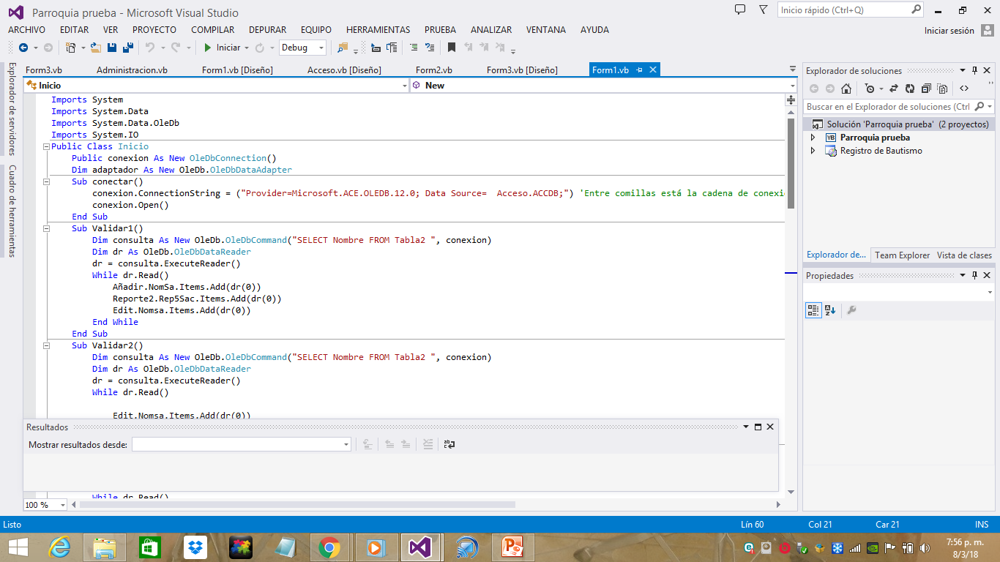 Parroquia prueba - Microsoft Visual Studio
Inicio rápido (Ctrl+Q)
ARCHIVO EDITAR VER PROYECTO COMPILAR DEPURAR EQUIPO HERRAMIENTAS PRUEBA ANALIZAR VENTANA AYUDA
Iniciar sesión
Iniciar Debug
Explorador de servidores
Cuadro de herramientas
Form3.vb Administracion.vb Form1.vb [Diseño] Acceso.vb [Diseño] Form2.vb Form3.vb [Diseño] Form1.vb
Inicio New
Imports System
Imports System.Data
Imports System.Data.OleDb
Imports System.IO
Public Class Inicio
Public conexion As New OleDbConnection()
Dim adaptador As New OleDb.OleDbDataAdapter
Sub conectar()
conexion.ConnectionString = ("Provider=Microsoft.ACE.OLEDB.12.0; Data Source=  Acceso.ACCDB;") 'Entre comillas está la cadena de conexi
conexion.Open()
End Sub
Sub Validar1()
Dim consulta As New OleDb.OleDbCommand("SELECT Nombre FROM Tabla2 ", conexion)
Dim dr As OleDb.OleDbDataReader
dr = consulta.ExecuteReader()
While dr.Read()
Añadir.NomSa.Items.Add(dr(0))
Reporte2.Rep5Sac.Items.Add(dr(0))
Edit.Nomsa.Items.Add(dr(0))
End While
End Sub
Sub Validar2()
Dim consulta As New OleDb.OleDbCommand("SELECT Nombre FROM Tabla2 ", conexion)
Dim dr As OleDb.OleDbDataReader
dr = consulta.ExecuteReader()
While dr.Read()
Edit.Nomsa.Items.Add(dr(0))
Resultados
Mostrar resultados desde:
While dr.Read()
100 %
Explorador de soluciones
Buscar en el Explorador de soluciones (Ctrl
Solución 'Parroquia prueba' (2 proyectos)
VB Parroquia prueba
Registro de Bautismo
Explorador de... Team Explorer Vista de clases
Propiedades
Listo Lín 60 Col 21 Car 21 INS
7:56 p. m.
8/3/18